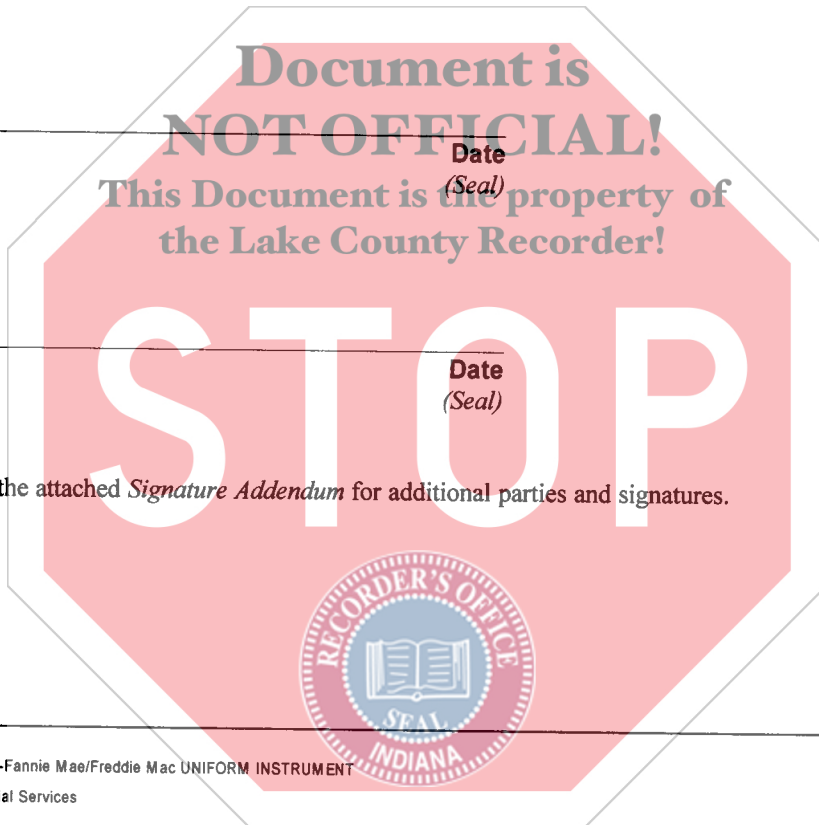 Document is
NOT OFFICIAL!
Date
(Seal)
This Document is the property of
the Lake County Recorder!
STOP
Date
(Seal)
the attached Signature Addendum for additional parties and signatures.
RECORDER'S OFFICE
SEAL
INDIANA
-Fannie Mae/Freddie Mac UNIFORM INSTRUMENT
al Services